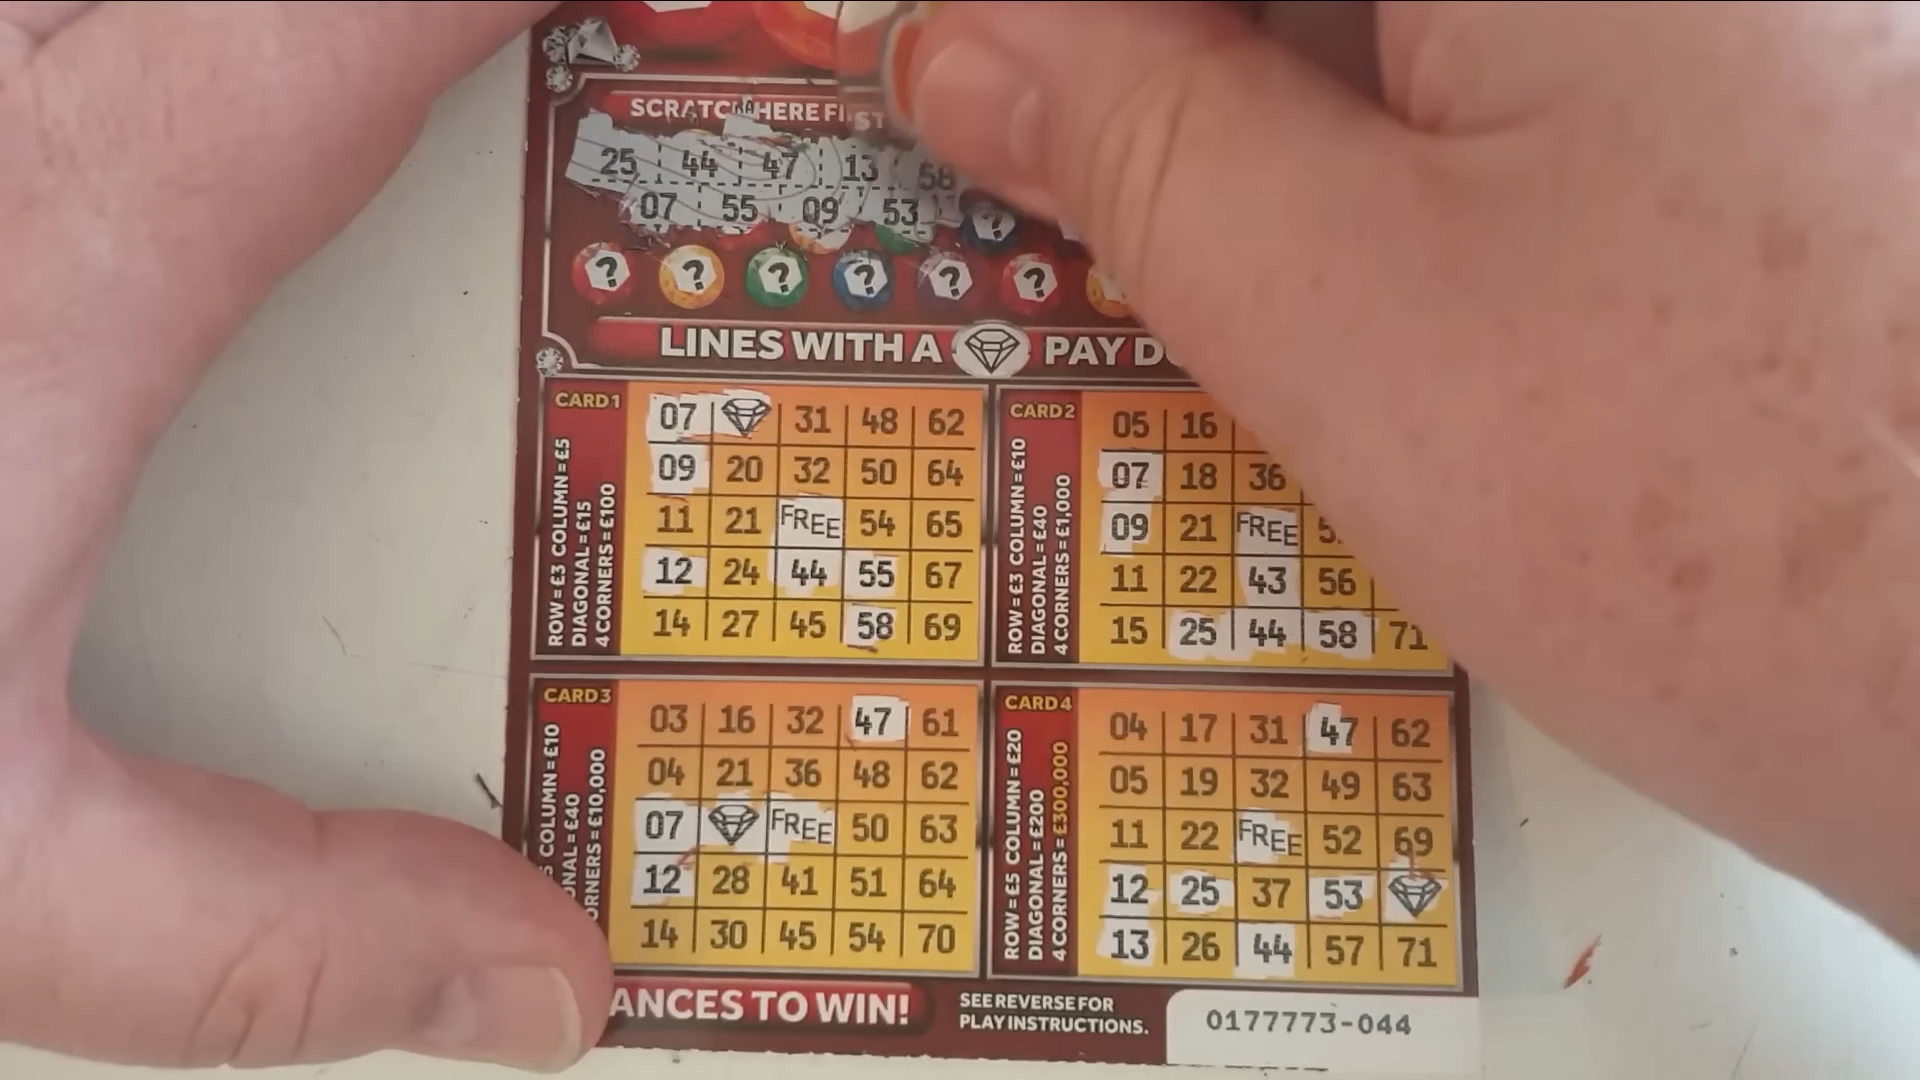 SCRATCH HERE FIRST
25 44 47 13 58
07 55 09 53
? ? ? ? ? ?
LINES WITH A PAY
CARD 1
ROW = £3 COLUMN = £5
DIAGONAL = £15
4 CORNERS = £100
07 31 48 62
09 20 32 50 64
11 21 FREE 54 65
12 24 44 55 67
14 27 45 58 69
CARD 2
ROW = £3 COLUMN = £10
DIAGONAL = £40
4 CORNERS = £1,000
05 16
07 18 36
09 21 FREE
11 22 43 56
15 25 44 58 71
CARD 3
COLUMN = £10
= £40
= £10,000
03 16 32 47 61
04 21 36 48 62
07 FREE 50 63
12 28 41 51 64
14 30 45 54 70
CARD 4
ROW = £5 COLUMN = £20
DIAGONAL = £200
4 CORNERS = £300,000
04 17 31 47 62
05 19 32 49 63
11 22 FREE 52 69
12 25 37 53
13 26 44 57 71
ANCES TO WIN!
SEE REVERSE FOR
PLAY INSTRUCTIONS.
0177773-044